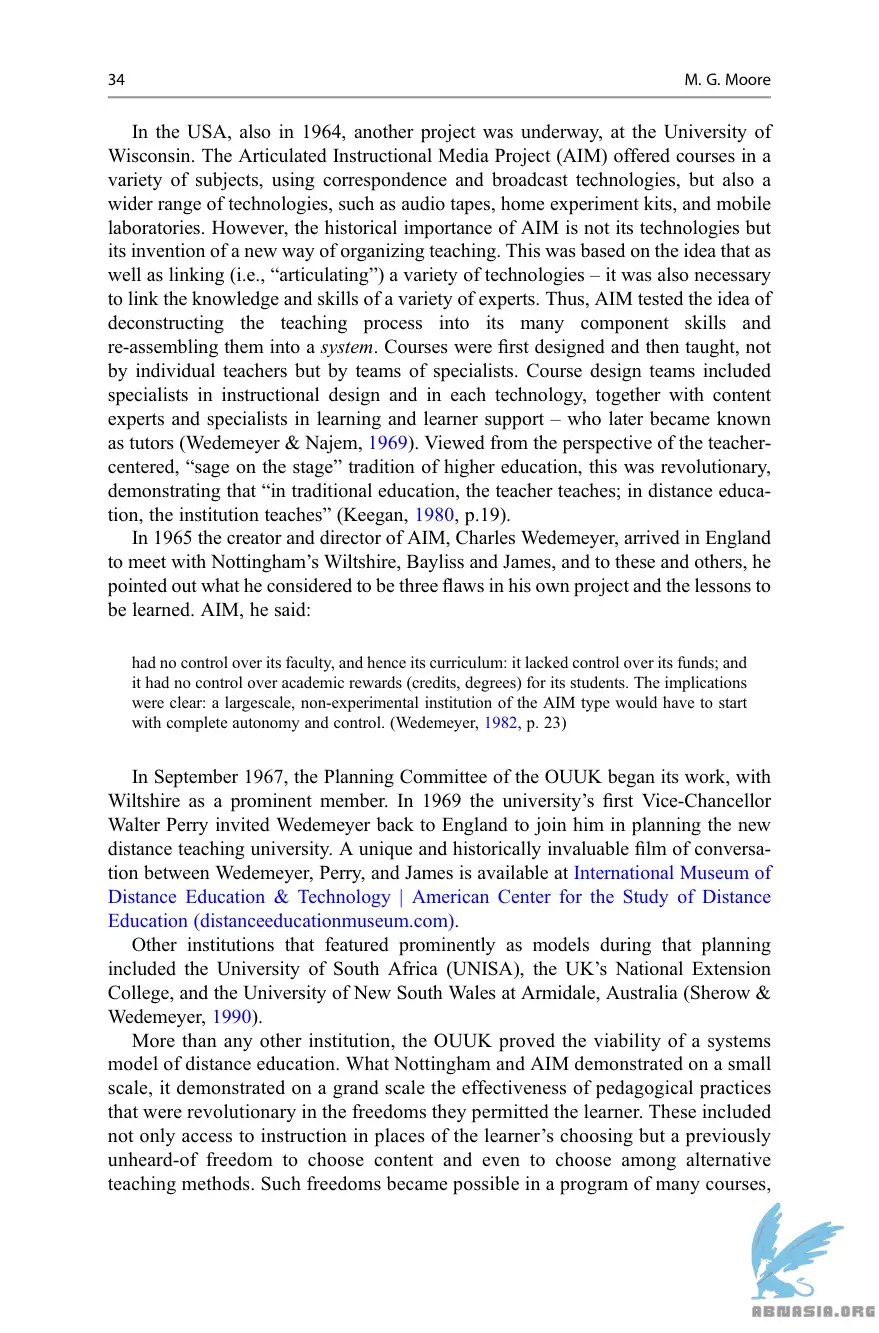 34
M. G. Moore
In the USA, also in 1964, another project was underway, at the University of
Wisconsin. The Articulated Instructional Media Project (AIM) offered courses in a
variety of subjects, using correspondence and broadcast technologies, but also a
wider range of technologies, such as audio tapes, home experiment kits, and mobile
laboratories. However, the historical importance of AIM is not its technologies but
its invention of a new way of organizing teaching. This was based on the idea that as
well as linking (i.e., “articulating”) a variety of technologies – it was also necessary
to link the knowledge and skills of a variety of experts. Thus, AIM tested the idea of
deconstructing the teaching process into its many component skills and
re-assembling them into a system. Courses were first designed and then taught, not
by individual teachers but by teams of specialists. Course design teams included
specialists in instructional design and in each technology, together with content
experts and specialists in learning and learner support – who later became known
as tutors (Wedemeyer & Najem, 1969). Viewed from the perspective of the teacher-
centered, “sage on the stage” tradition of higher education, this was revolutionary,
demonstrating that “in traditional education, the teacher teaches; in distance educa-
tion, the institution teaches” (Keegan, 1980, p.19).
In 1965 the creator and director of AIM, Charles Wedemeyer, arrived in England
to meet with Nottingham’s Wiltshire, Bayliss and James, and to these and others, he
pointed out what he considered to be three flaws in his own project and the lessons to
be learned. AIM, he said:
had no control over its faculty, and hence its curriculum: it lacked control over its funds; and
it had no control over academic rewards (credits, degrees) for its students. The implications
were clear: a largescale, non-experimental institution of the AIM type would have to start
with complete autonomy and control. (Wedemeyer, 1982, p. 23)
In September 1967, the Planning Committee of the OUUK began its work, with
Wiltshire as a prominent member. In 1969 the university’s first Vice-Chancellor
Walter Perry invited Wedemeyer back to England to join him in planning the new
distance teaching university. A unique and historically invaluable film of conversa-
tion between Wedemeyer, Perry, and James is available at International Museum of
Distance Education & Technology | American Center for the Study of Distance
Education (distanceeducationmuseum.com).
Other institutions that featured prominently as models during that planning
included the University of South Africa (UNISA), the UK’s National Extension
College, and the University of New South Wales at Armidale, Australia (Sherow &
Wedemeyer, 1990).
More than any other institution, the OUUK proved the viability of a systems
model of distance education. What Nottingham and AIM demonstrated on a small
scale, it demonstrated on a grand scale the effectiveness of pedagogical practices
that were revolutionary in the freedoms they permitted the learner. These included
not only access to instruction in places of the learner’s choosing but a previously
unheard-of freedom to choose content and even to choose among alternative
teaching methods. Such freedoms became possible in a program of many courses,
ABNASIA.ORG